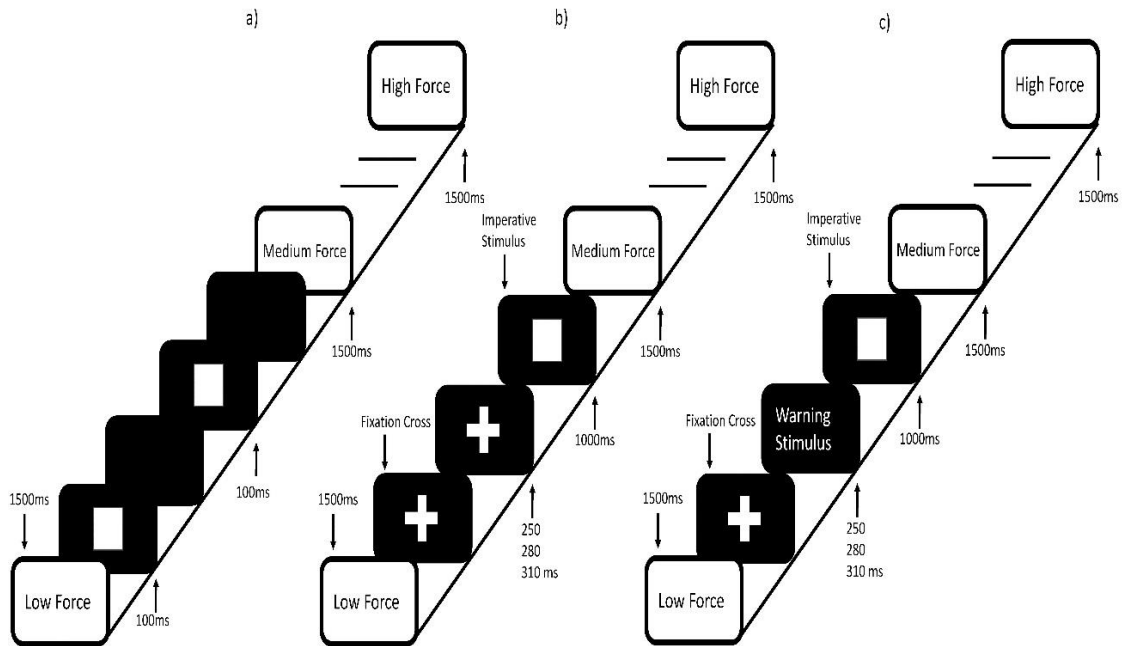 a)
High Force
1500ms
Medium Force
1500ms
100ms
1500ms
Low Force
100ms
b)
High Force
1500ms
Imperative
Stimulus
Medium Force
1500ms
1000ms
Fixation Cross
1500ms
250
280
310 ms
Low Force
c)
High Force
1500ms
Imperative
Stimulus
Medium Force
1500ms
1000ms
Warning
Stimulus
Fixation Cross
1500ms
250
280
310 ms
Low Force